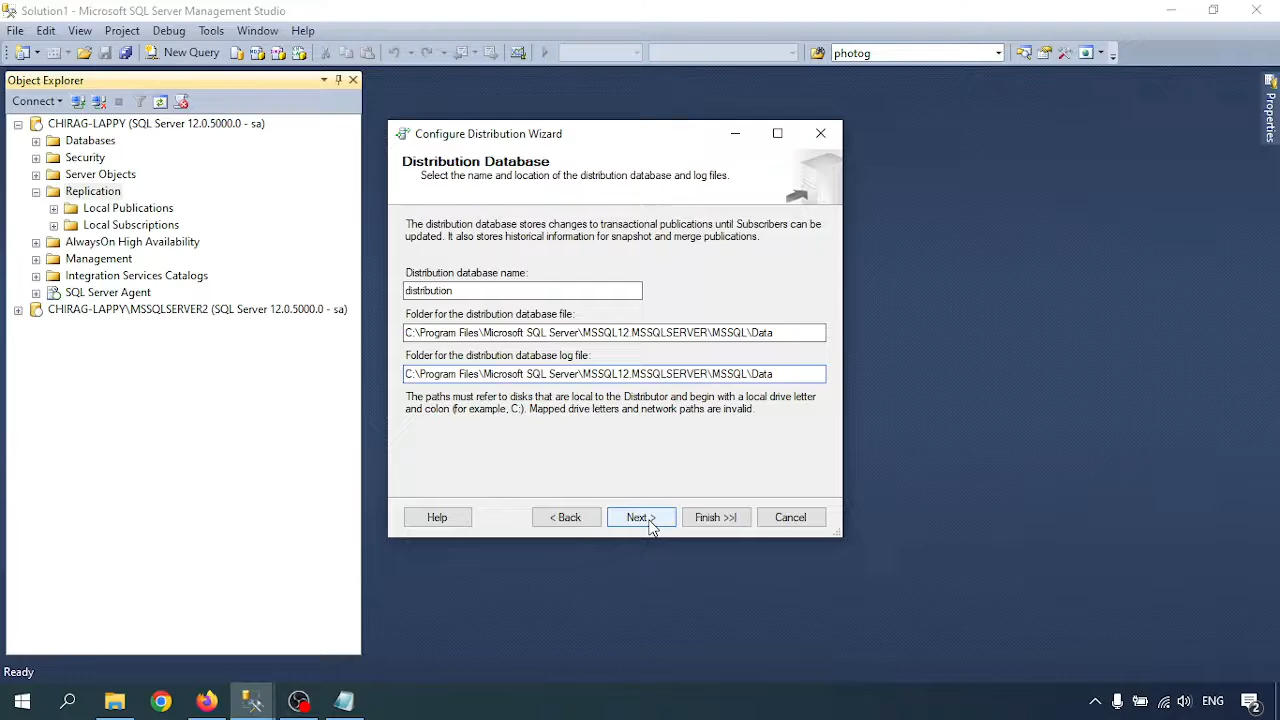 Solution1 - Microsoft SQL Server Management Studio
File Edit View Project Debug Tools Window Help
New Query
photog
Object Explorer
Connect
CHIRAG-LAPPY (SQL Server 12.0.5000.0 - sa)
Databases
Security
Server Objects
Replication
Local Publications
Local Subscriptions
AlwaysOn High Availability
Management
Integration Services Catalogs
SQL Server Agent
CHIRAG-LAPPY\MSSQLSERVER2 (SQL Server 12.0.5000.0 - sa)
Configure Distribution Wizard
Distribution Database
Select the name and location of the distribution database and log files.
The distribution database stores changes to transactional publications until Subscribers can be
updated. It also stores historical information for snapshot and merge publications.
Distribution database name:
distribution
Folder for the distribution database file:
C:\Program Files\Microsoft SQL Server\MSSQL12.MSSQLSERVER\MSSQL\Data
Folder for the distribution database log file:
C:\Program Files\Microsoft SQL Server\MSSQL12.MSSQLSERVER\MSSQL\Data
The paths must refer to disks that are local to the Distributor and begin with a local drive letter
and colon (for example, C:). Mapped drive letters and network paths are invalid.
Help < Back Next > Finish >>| Cancel
Properties
Ready
ENG
2